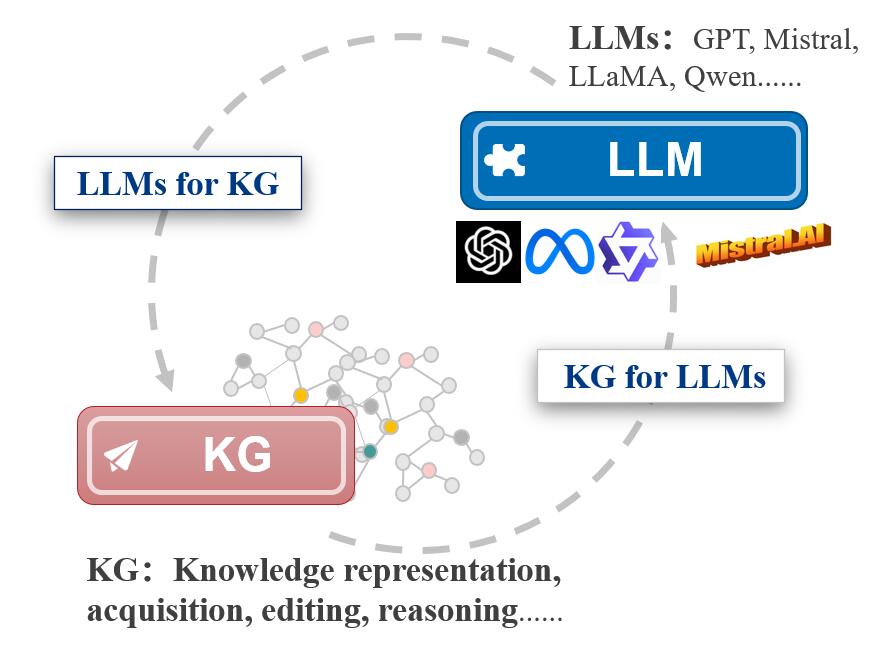 LLMs：GPT, Mistral,
LLaMA, Qwen......
LLM
LLMs for KG
MistralAI
KG for LLMs
KG
KG：Knowledge representation,
acquisition, editing, reasoning......